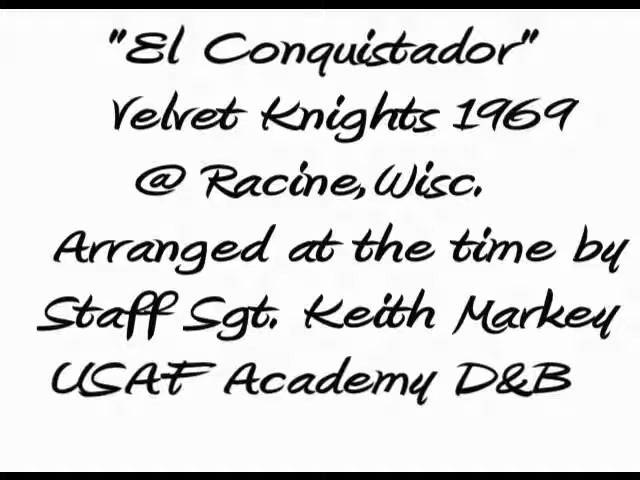 "El Conquistador"
Velvet Knights 1969
@ Racine, Wisc.
Arranged at the time by
Staff Sgt. Keith Markey
USAF Academy D&B